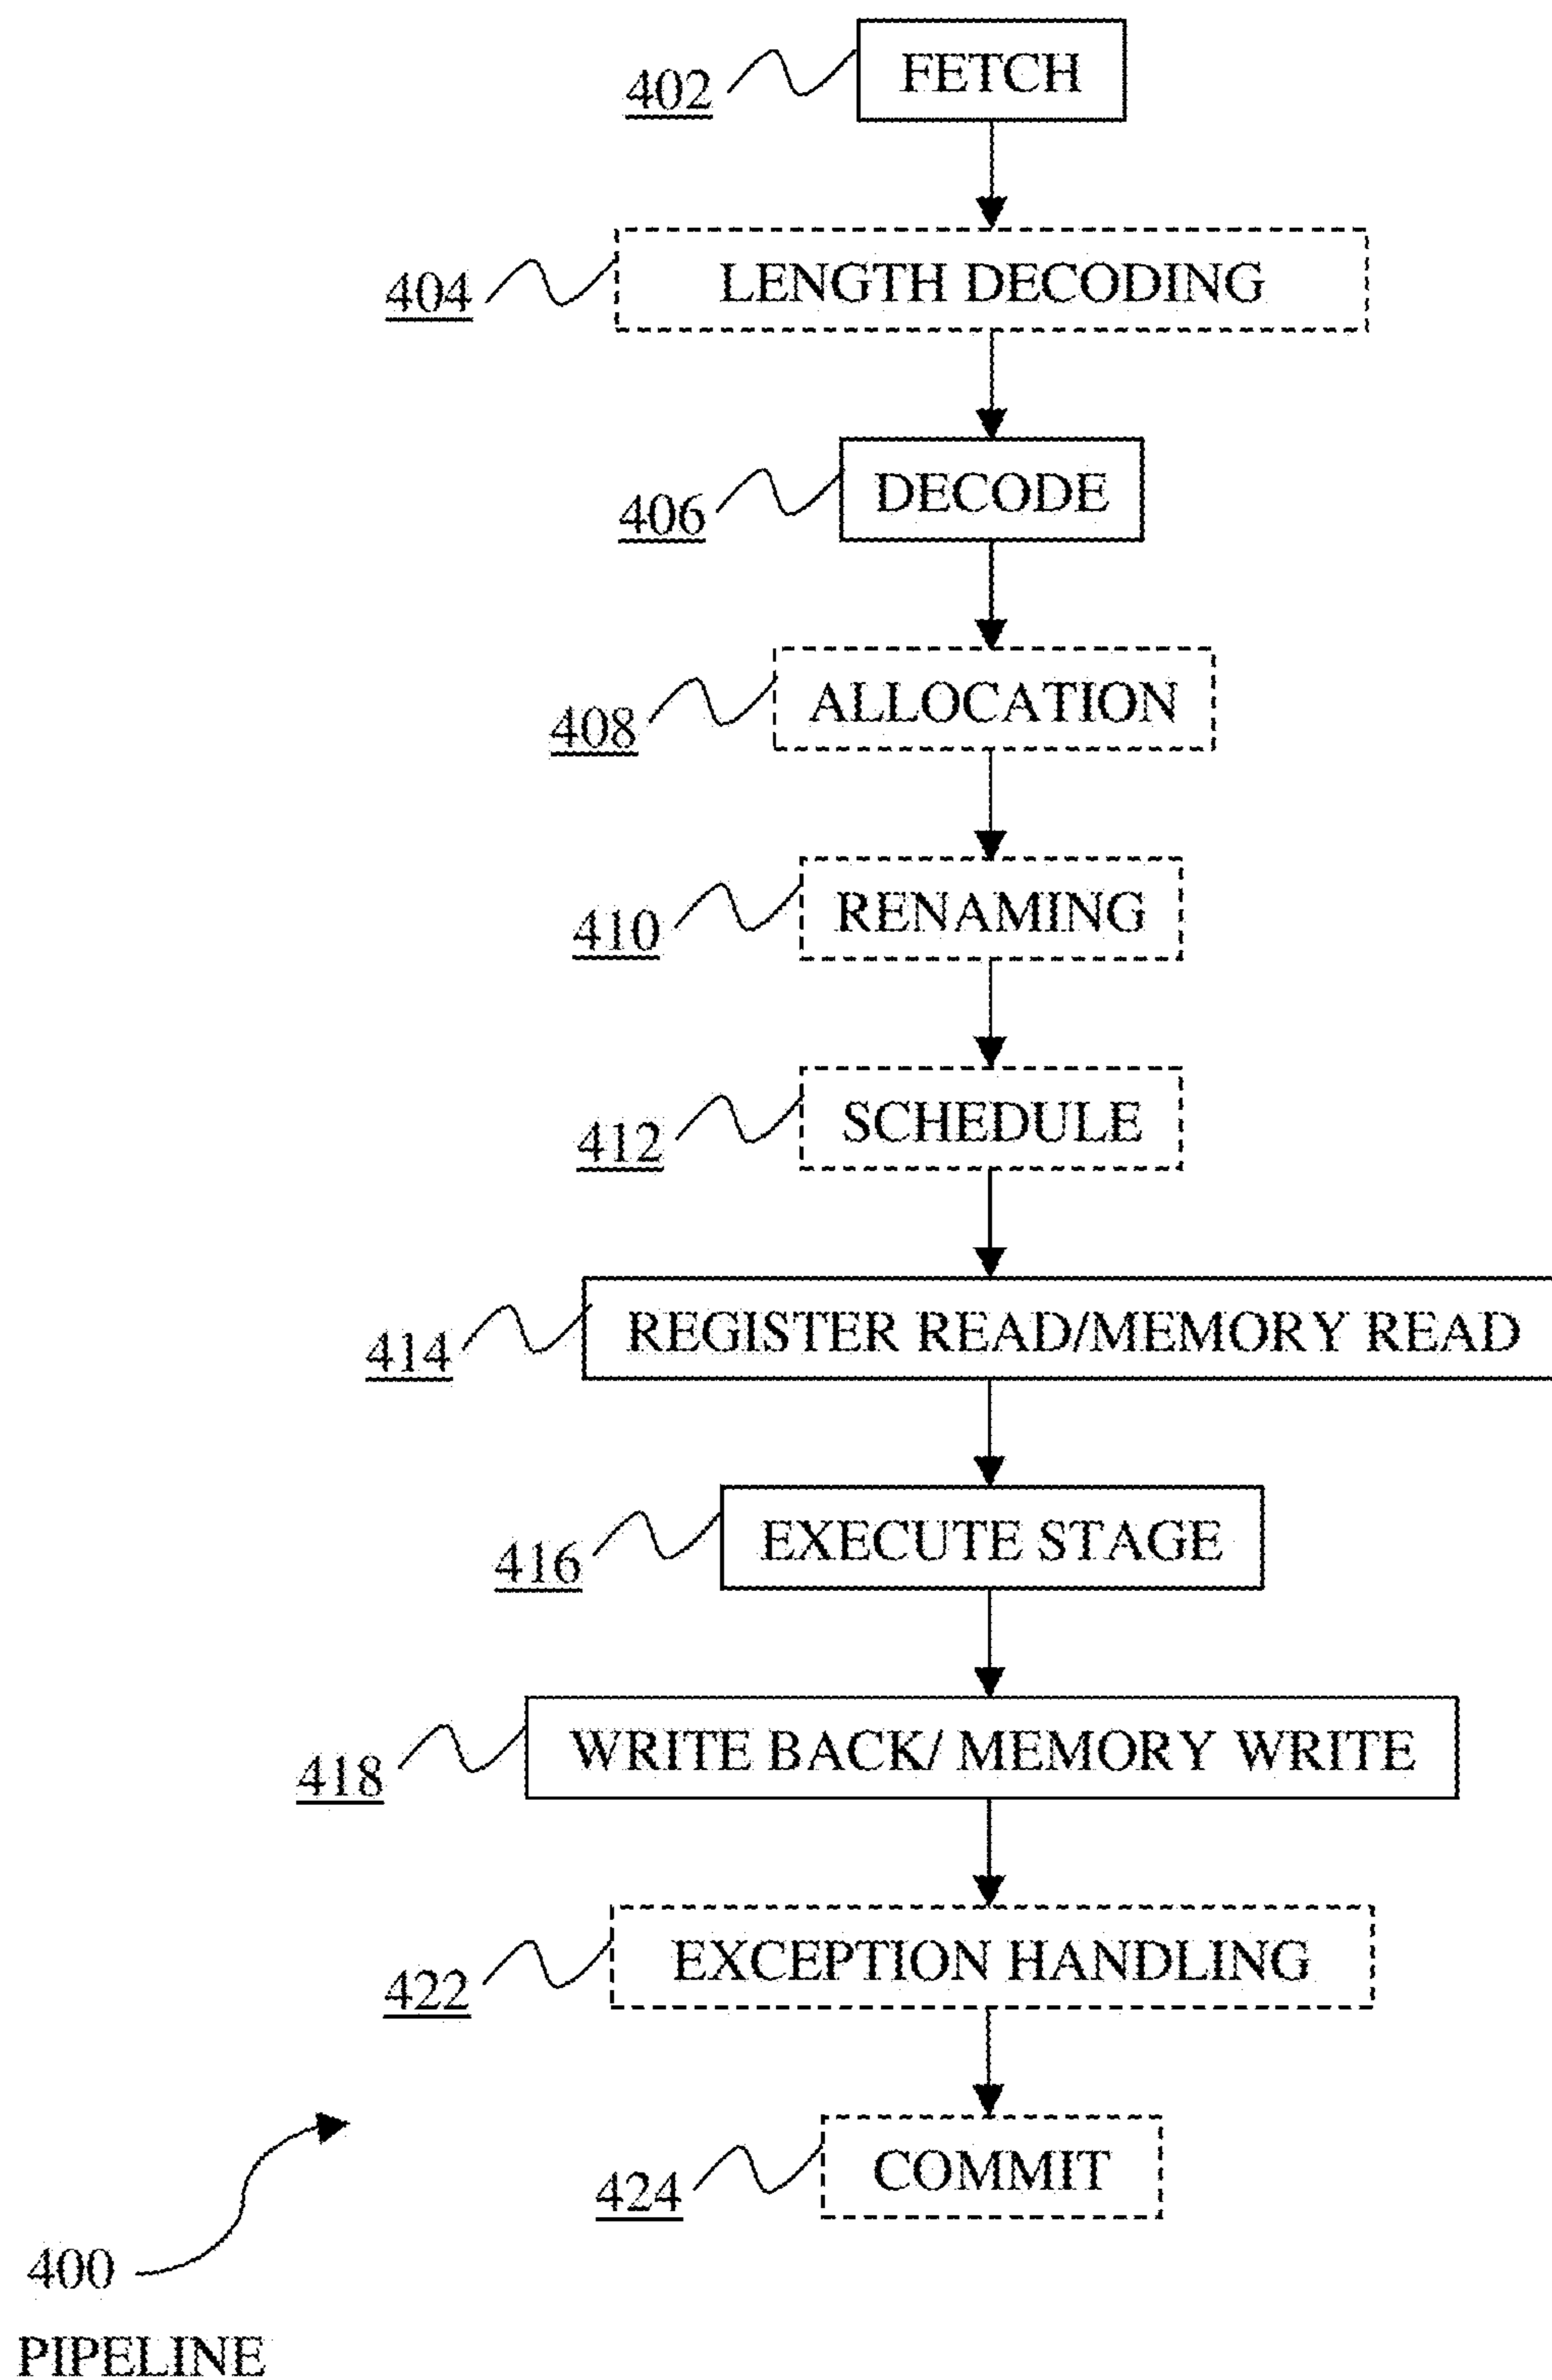 402 FETCH
404 LENGTH DECODING
406 DECODE
408 ALLOCATION
410 RENAMING
412 SCHEDULE
414 REGISTER READ/MEMORY READ
416 EXECUTE STAGE
418 WRITE BACK/ MEMORY WRITE
422 EXCEPTION HANDLING
424 COMMIT
400
PIPELINE